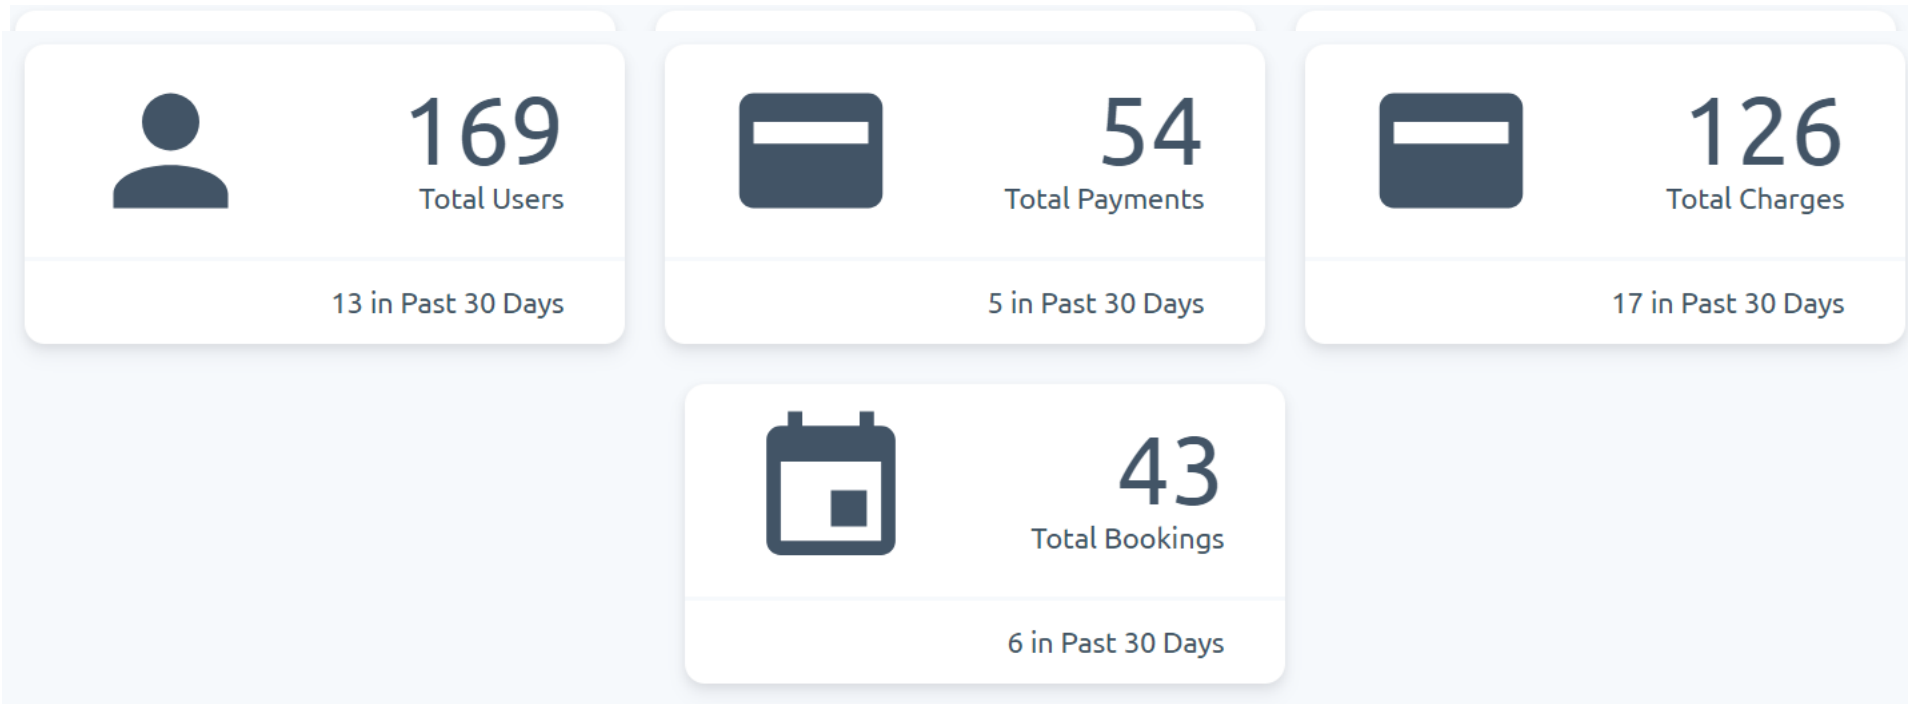 169
Total Users
13 in Past 30 Days
54
Total Payments
5 in Past 30 Days
126
Total Charges
17 in Past 30 Days
43
Total Bookings
6 in Past 30 Days